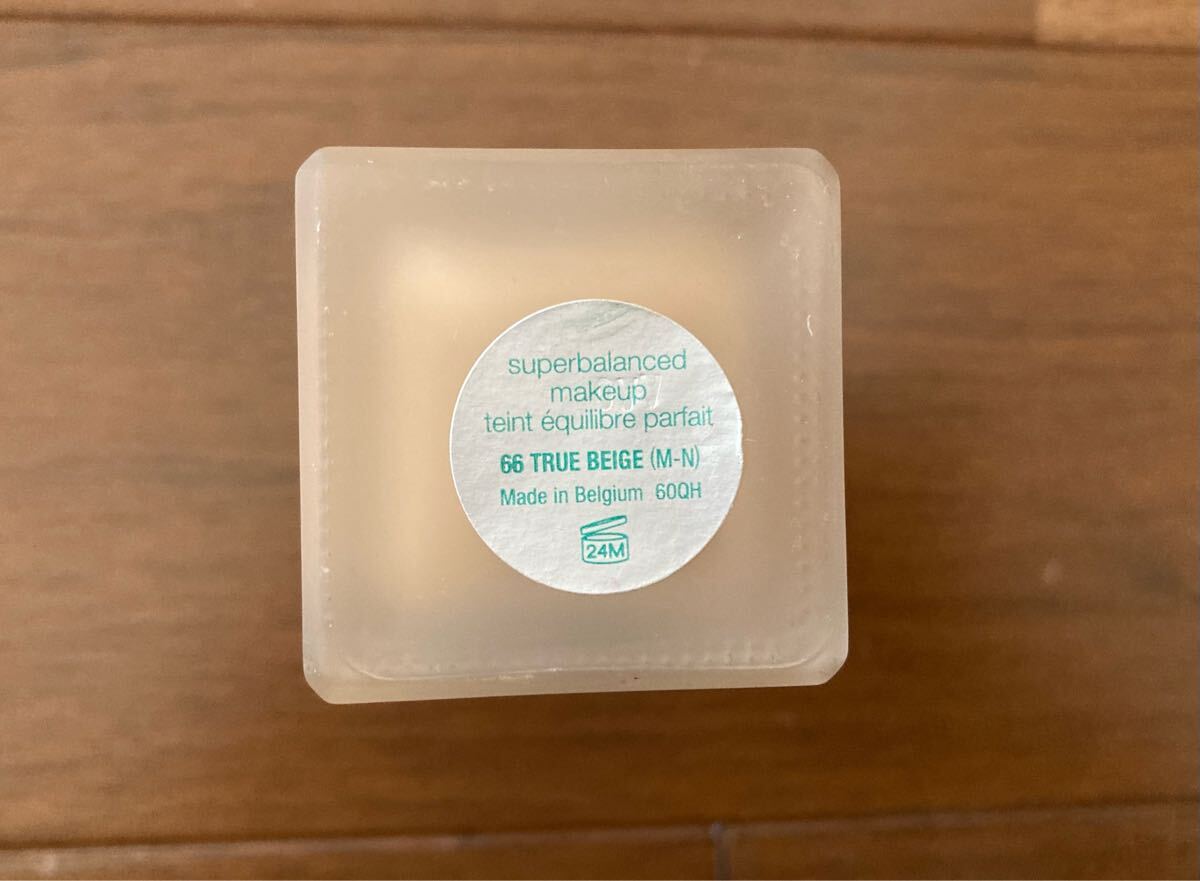 superbalanced
makeup
teint équilibre parfait
66 TRUE BEIGE (M-N)
Made in Belgium 60QH
24M